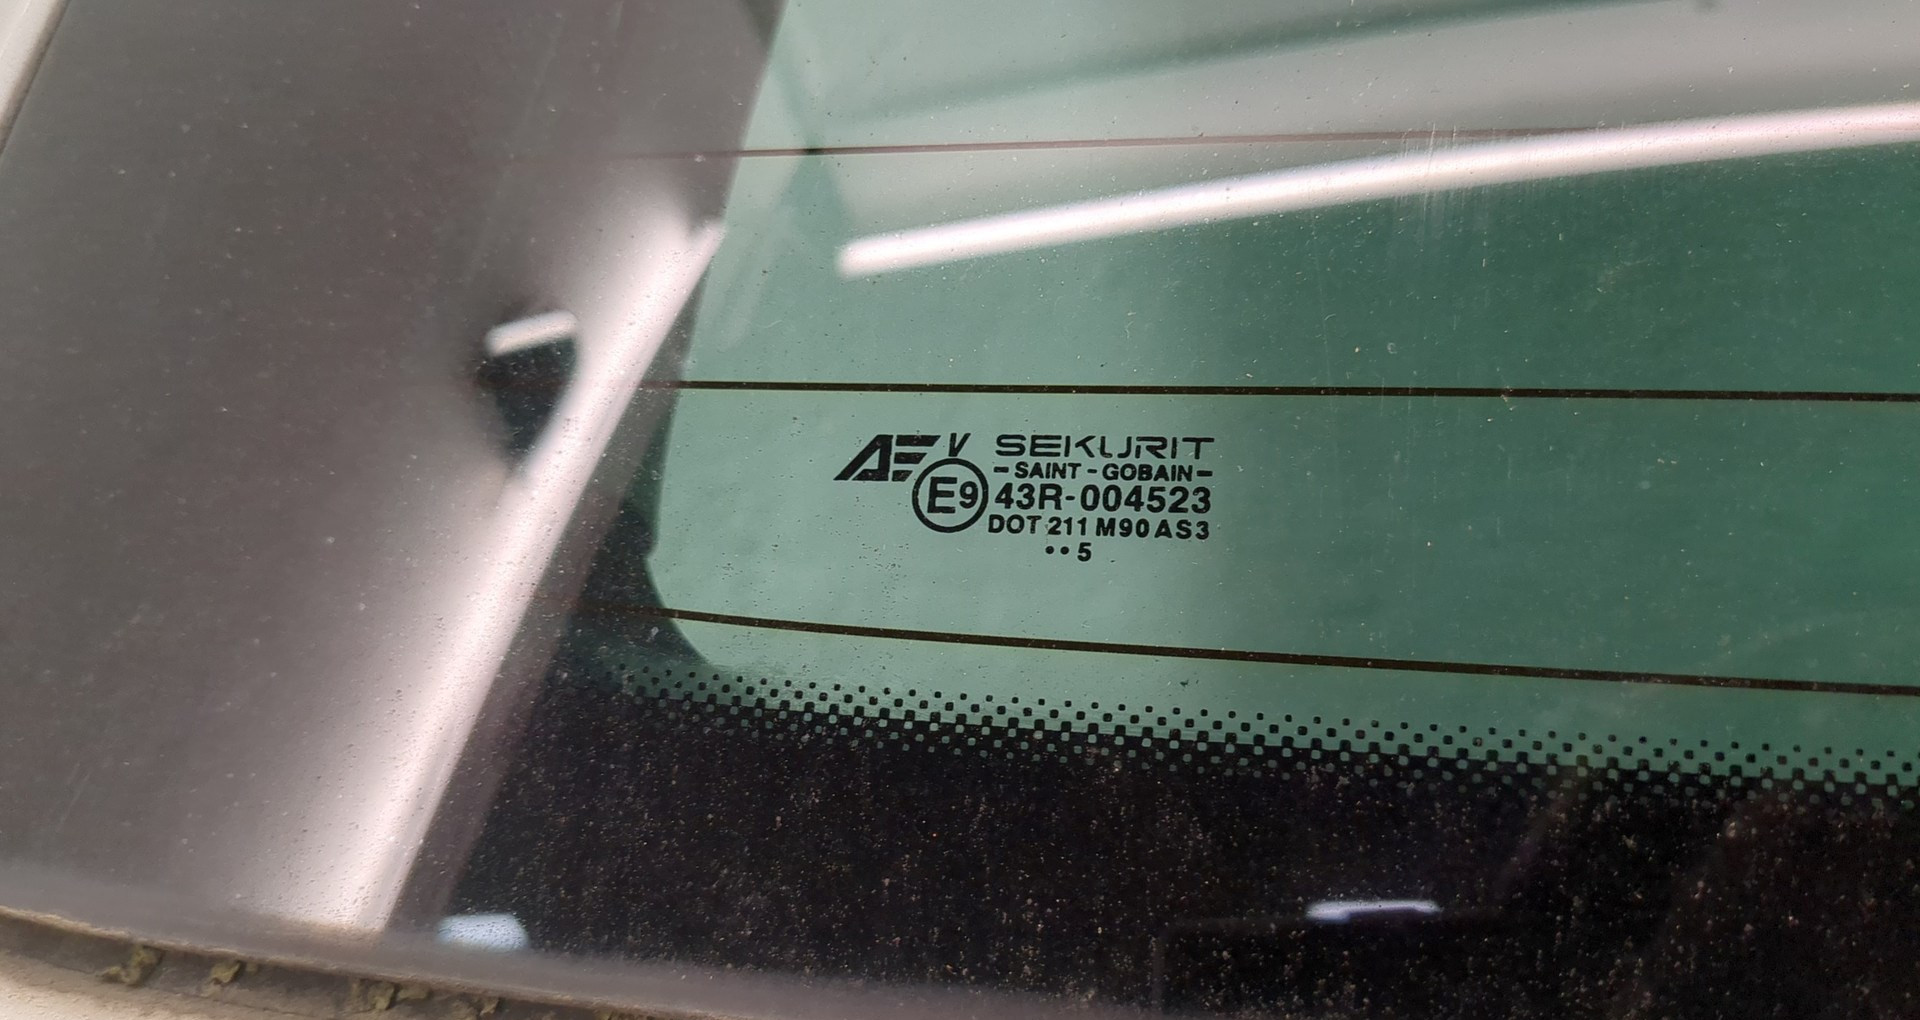 AE V SEKURIT
- SAINT - GOBAIN -
E9 43R-004523
DOT 211 M90 AS3
•• 5